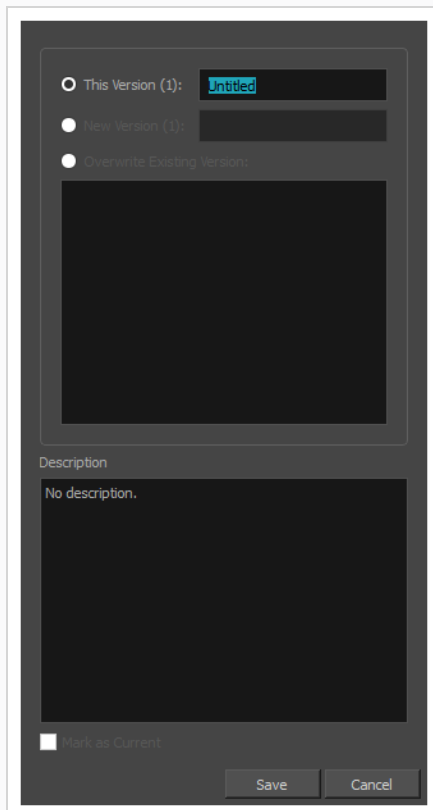 This Version (1):
Untitled
New Version (1):
Overwrite Existing Version:
Description
No description.
Mark as Current
Save
Cancel